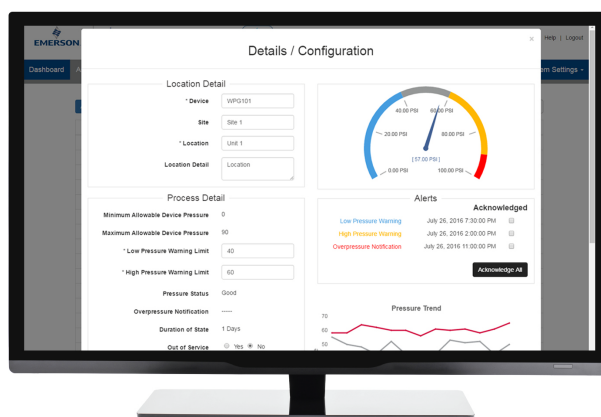 EMERSON
Help | Logout
Dashboard
am Settings
×
Details / Configuration
Location Detail
* Device WPG101
Site Site 1
* Location Unit 1
Location Detail Location
40.00 PSI 60.00 PSI
20.00 PSI 80.00 PSI
[ 57.00 PSI ]
0.00 PSI 100.00 PSI
Process Detail
Minimum Allowable Device Pressure 0
Maximum Allowable Device Pressure 90
* Low Pressure Warning Limit 40
* High Pressure Warning Limit 60
Pressure Status Good
Overpressure Notification -----
Duration of State 1 Days
Out of Service Yes No
Alerts
Acknowledged
Low Pressure Warning July 26, 2016 7:30:00 PM
High Pressure Warning July 26, 2016 2:00:00 PM
Overpressure Notification July 26, 2016 11:00:00 PM
Acknowledge All
Pressure Trend
70
60
50